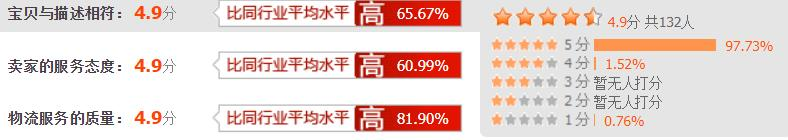 宝贝与描述相符: 4.9分 比同行业平均水平 高 65.67%
卖家的服务态度: 4.9分 比同行业平均水平 高 60.99%
物流服务的质量: 4.9分 比同行业平均水平 高 81.90%
4.9分 共132人
5分 97.73%
4分 1.52%
3分 暂无人打分
2分 暂无人打分
1分 0.76%